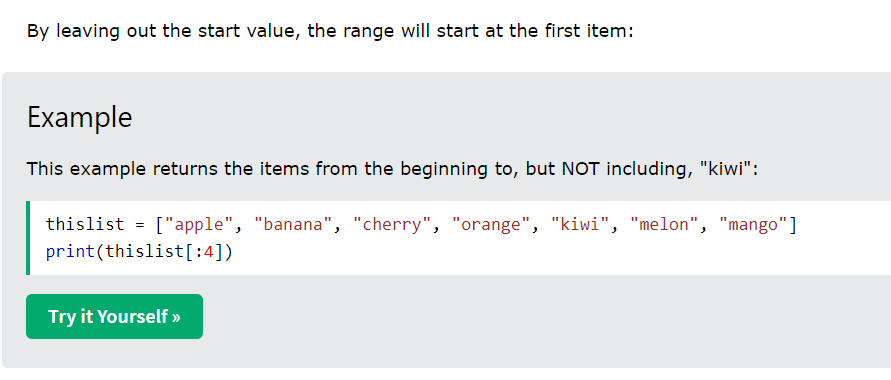 By leaving out the start value, the range will start at the first item:
Example
This example returns the items from the beginning to, but NOT including, "kiwi":
thislist = ["apple", "banana", "cherry", "orange", "kiwi", "melon", "mango"]
print(thislist[:4])
Try it Yourself »